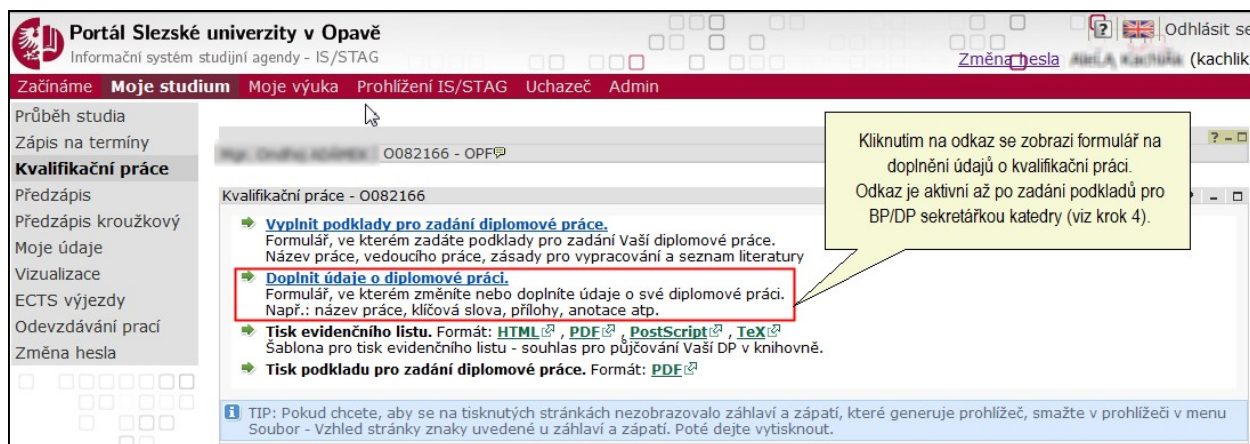 Portál Slezské univerzity v Opavě
Informační systém studijní agendy - IS/STAG
? Odhlásit se
Změna hesla (kachlik
Začínáme Moje studium Moje výuka Prohlížení IS/STAG Uchazeč Admin
Průběh studia
Zápis na termíny
Kvalifikační práce
Předzápis
Předzápis kroužkový
Moje údaje
Vizualizace
ECTS výjezdy
Odevzdávání prací
Změna hesla
O082166 - OPF
Kvalifikační práce - O082166
Vyplnit podklady pro zadání diplomové práce.
Formulář, ve kterém zadáte podklady pro zadání Vaší diplomové práce.
Název práce, vedoucího práce, zásady pro vypracování a seznam literatury
Doplnit údaje o diplomové práci.
Formulář, ve kterém změníte nebo doplníte údaje o své diplomové práci.
Např.: název práce, klíčová slova, přílohy, anotace atp.
Tisk evidenčního listu. Formát: HTML , PDF , PostScript , TeX
Šablona pro tisk evidenčního listu - souhlas pro půjčování Vaší DP v knihovně.
Tisk podkladu pro zadání diplomové práce. Formát: PDF
Kliknutím na odkaz se zobrazi formulář na
doplnění údajů o kvalifikační práci.
Odkaz je aktivni až po zadání podkladů pro
BP/DP sekretářkou katedry (viz krok 4).
TIP: Pokud chcete, aby se na tisknutých stránkách nezobrazovalo záhlaví a zápatí, které generuje prohlížeč, smažte v prohlížeči v menu
Soubor - Vzhled stránky znaky uvedené u záhlaví a zápatí. Poté dejte vytisknout.